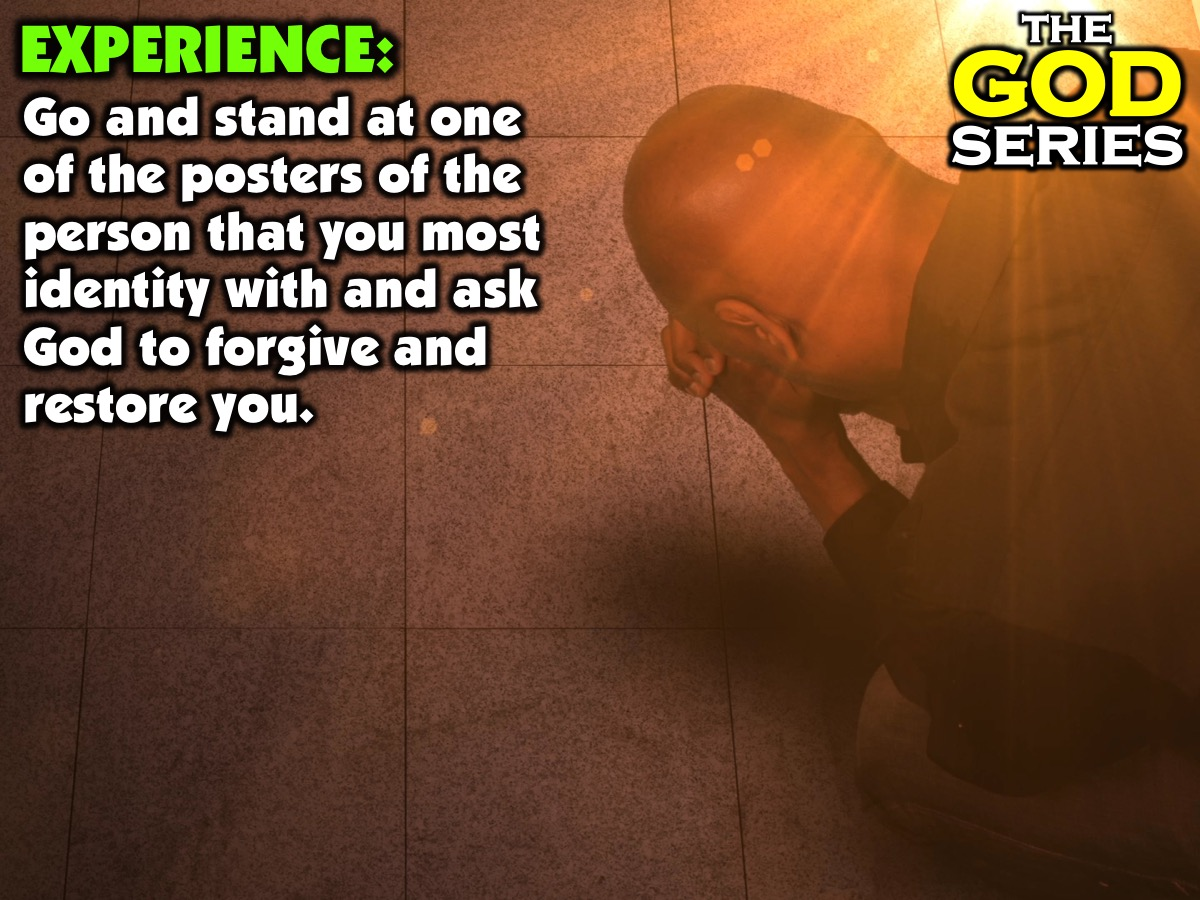 EXPERIENCE:
Go and stand at one
of the posters of the
person that you most
identity with and ask
God to forgive and
restore you.
THE
GOD
SERIES